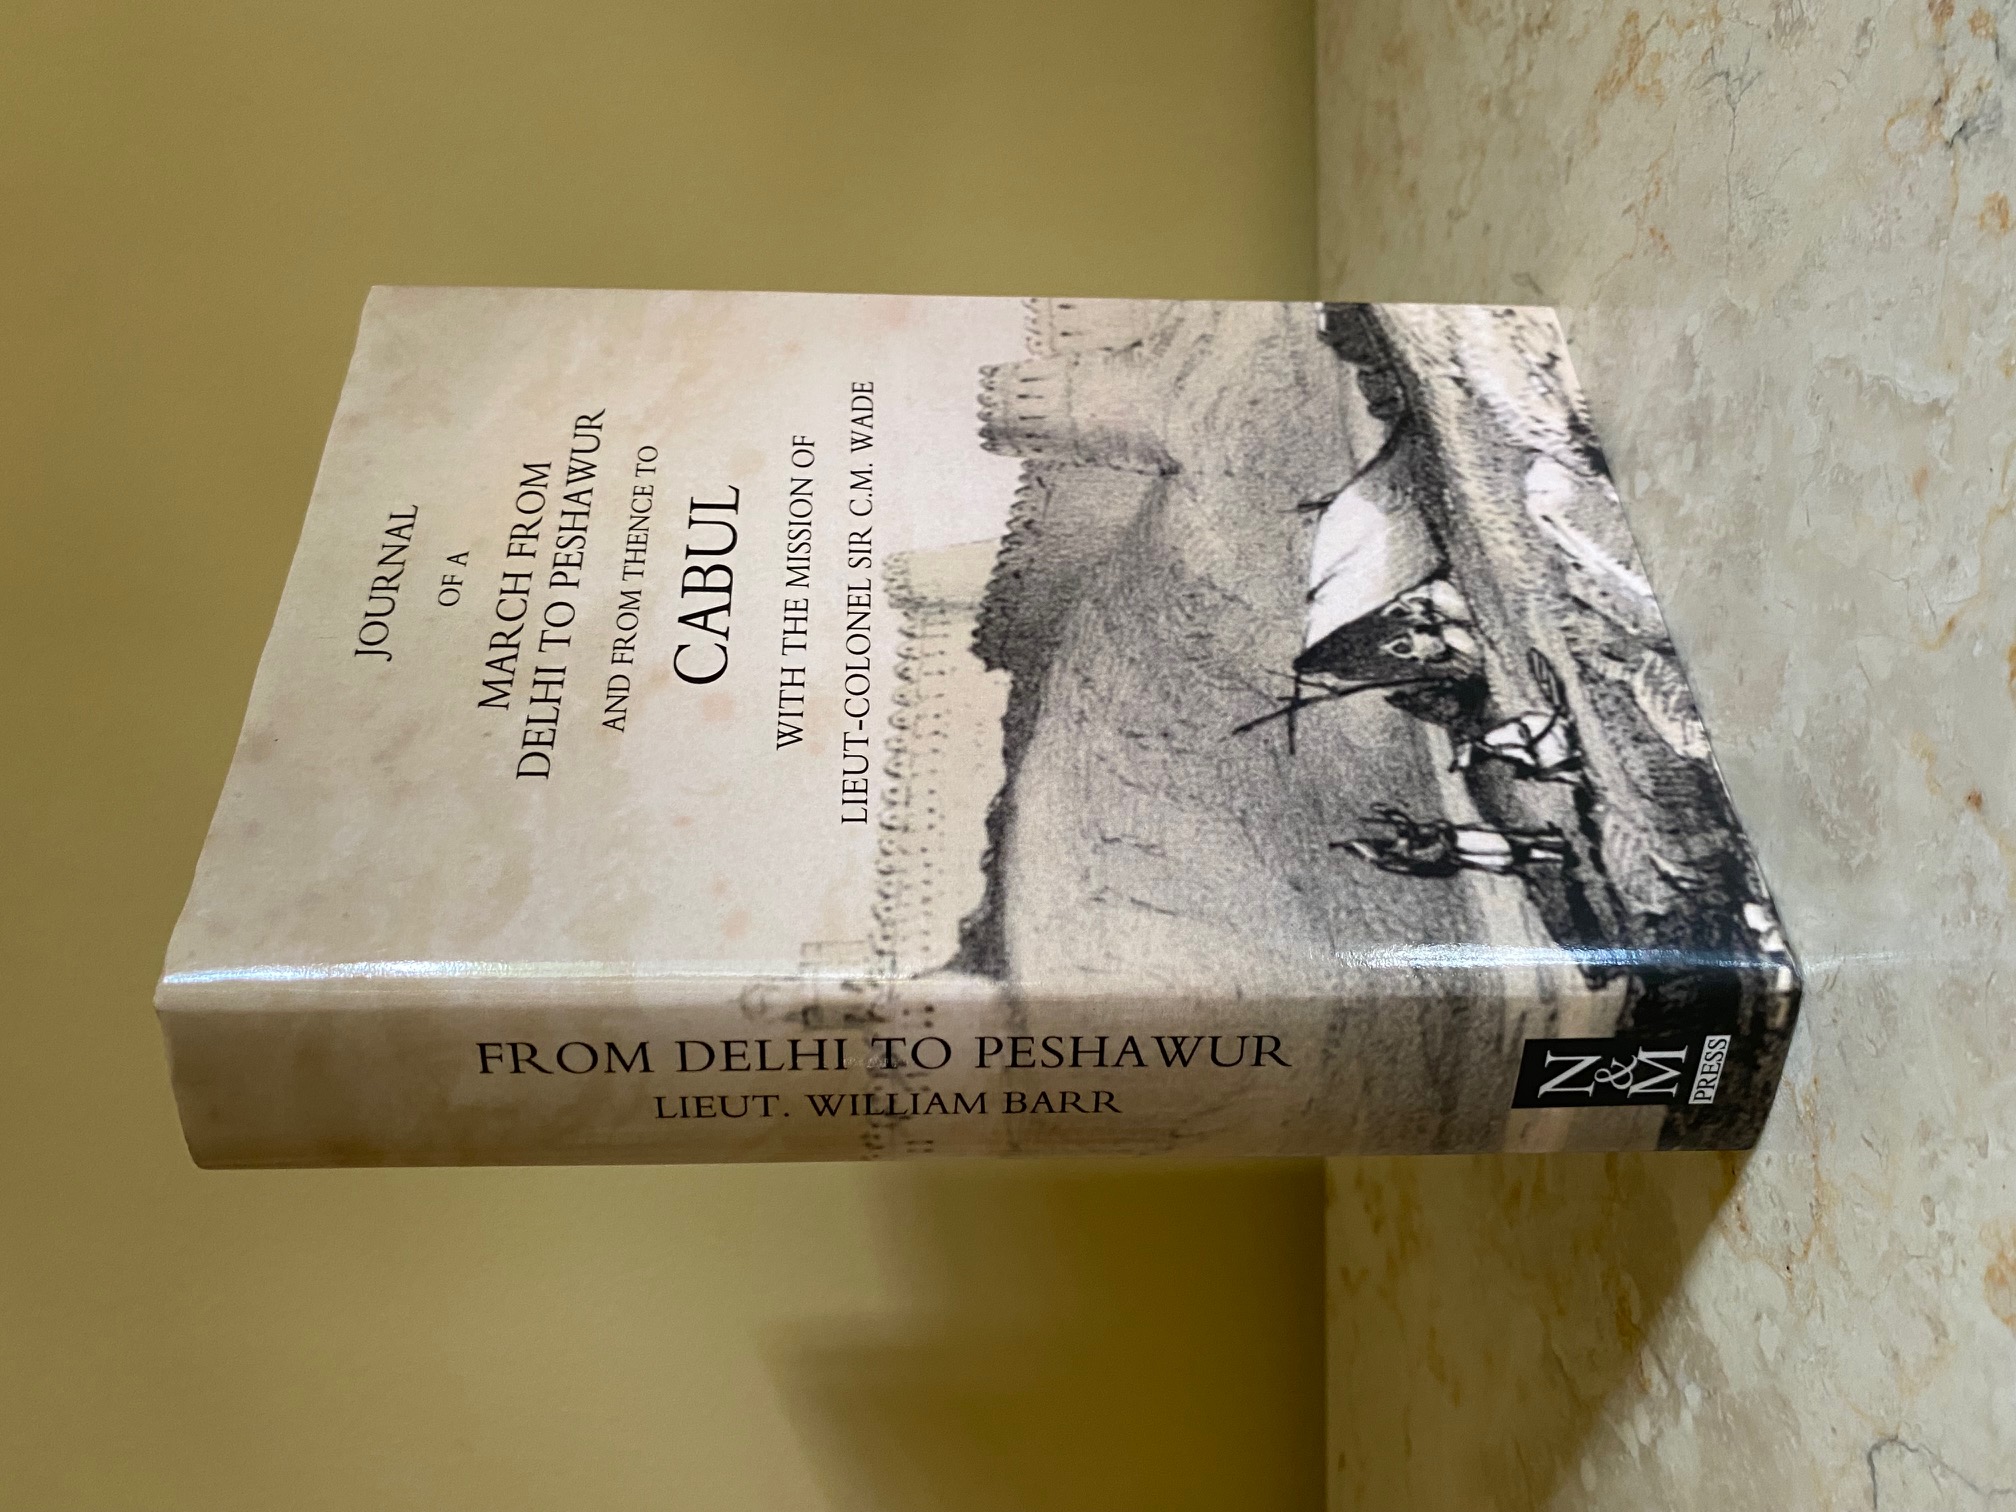 JOURNAL
OF A
MARCH FROM
DELHI TO PESHAWUR
AND FROM THENCE TO
CABUL
WITH THE MISSION OF
LIEUT-COLONEL SIR C.M. WADE
FROM DELHI TO PESHAWUR
LIEUT. WILLIAM BARR
N
&
M
PRESS